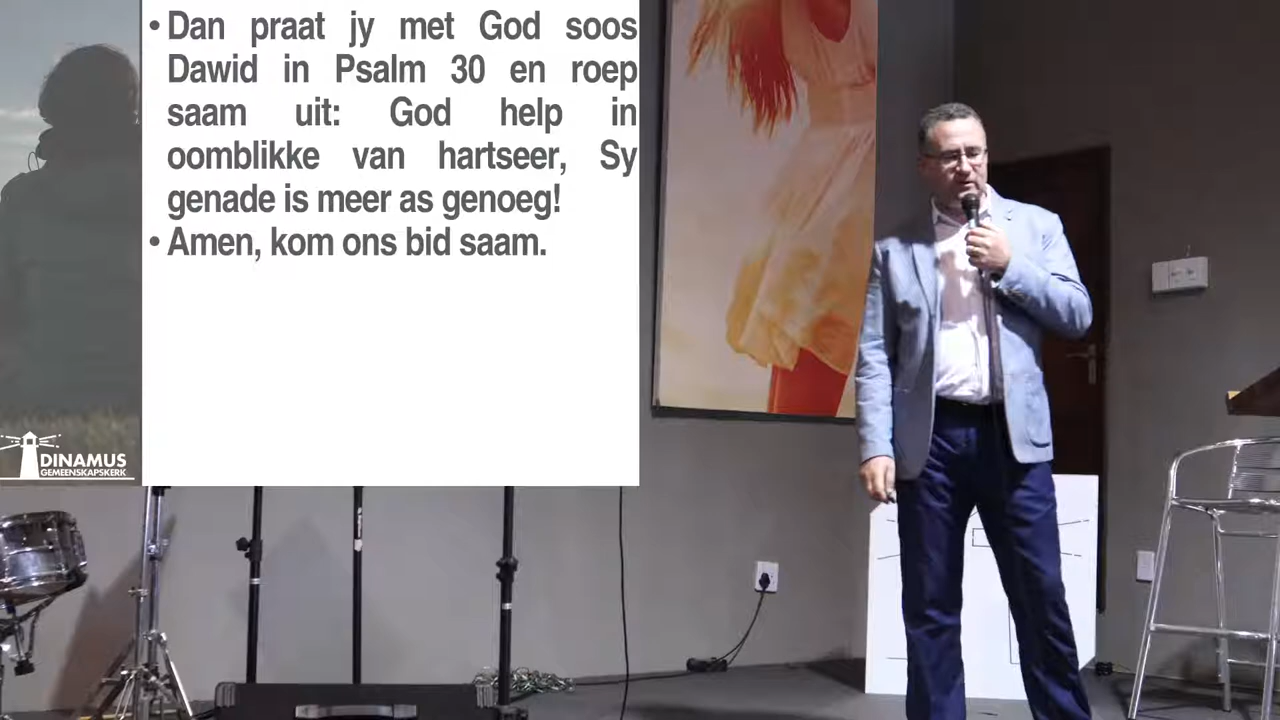 • Dan praat jy met God soos
Dawid in Psalm 30 en roep
saam uit: God help in
oomblikke van hartseer, Sy
genade is meer as genoeg!
• Amen, kom ons bid saam.
DINAMUS
GEMEENSKAPSKERK